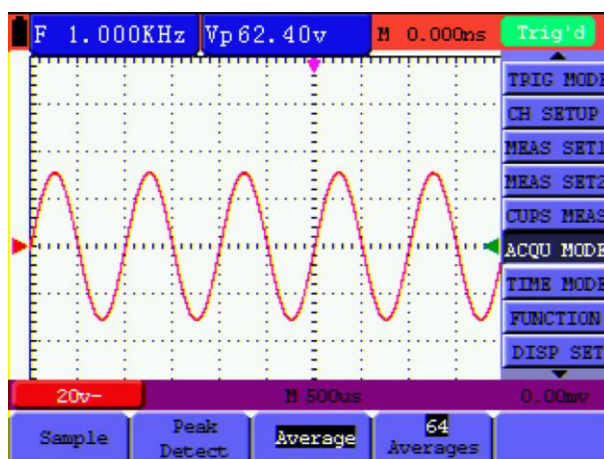 F 1.000KHz
Vp62.40v
M 0.000ns
Trig'd
TPIG MODE
CH SETUP
MEAS SET1
MEAS SET2
CUPS MEAS
ACQU MODE
TIME MODE
FUNCTION
DISP SET
20v~
M 500us
0.00mv
Sample
Peak
Detect
Average
64
Averages